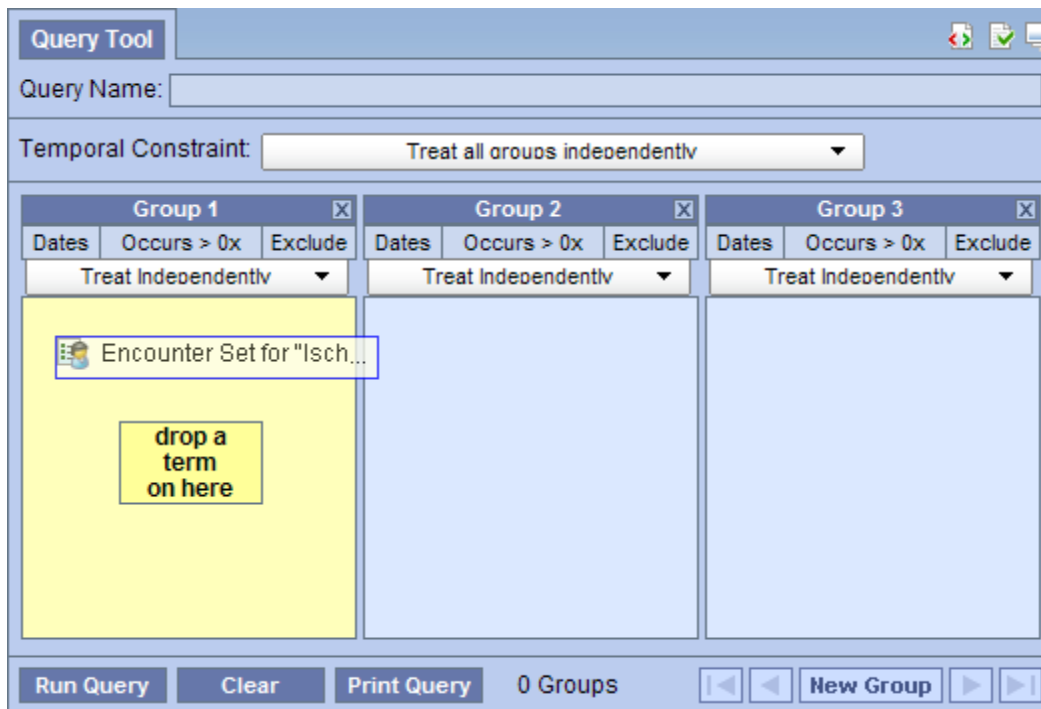 Query Tool
Query Name:
Temporal Constraint: Treat all groups independently
Group 1 X Group 2 X Group 3 X
Dates Occurs > 0x Exclude Dates Occurs > 0x Exclude Dates Occurs > 0x Exclude
Treat Independently Treat Independently Treat Independently
Encounter Set for "Isch...
drop a
term
on here
Run Query Clear Print Query 0 Groups New Group